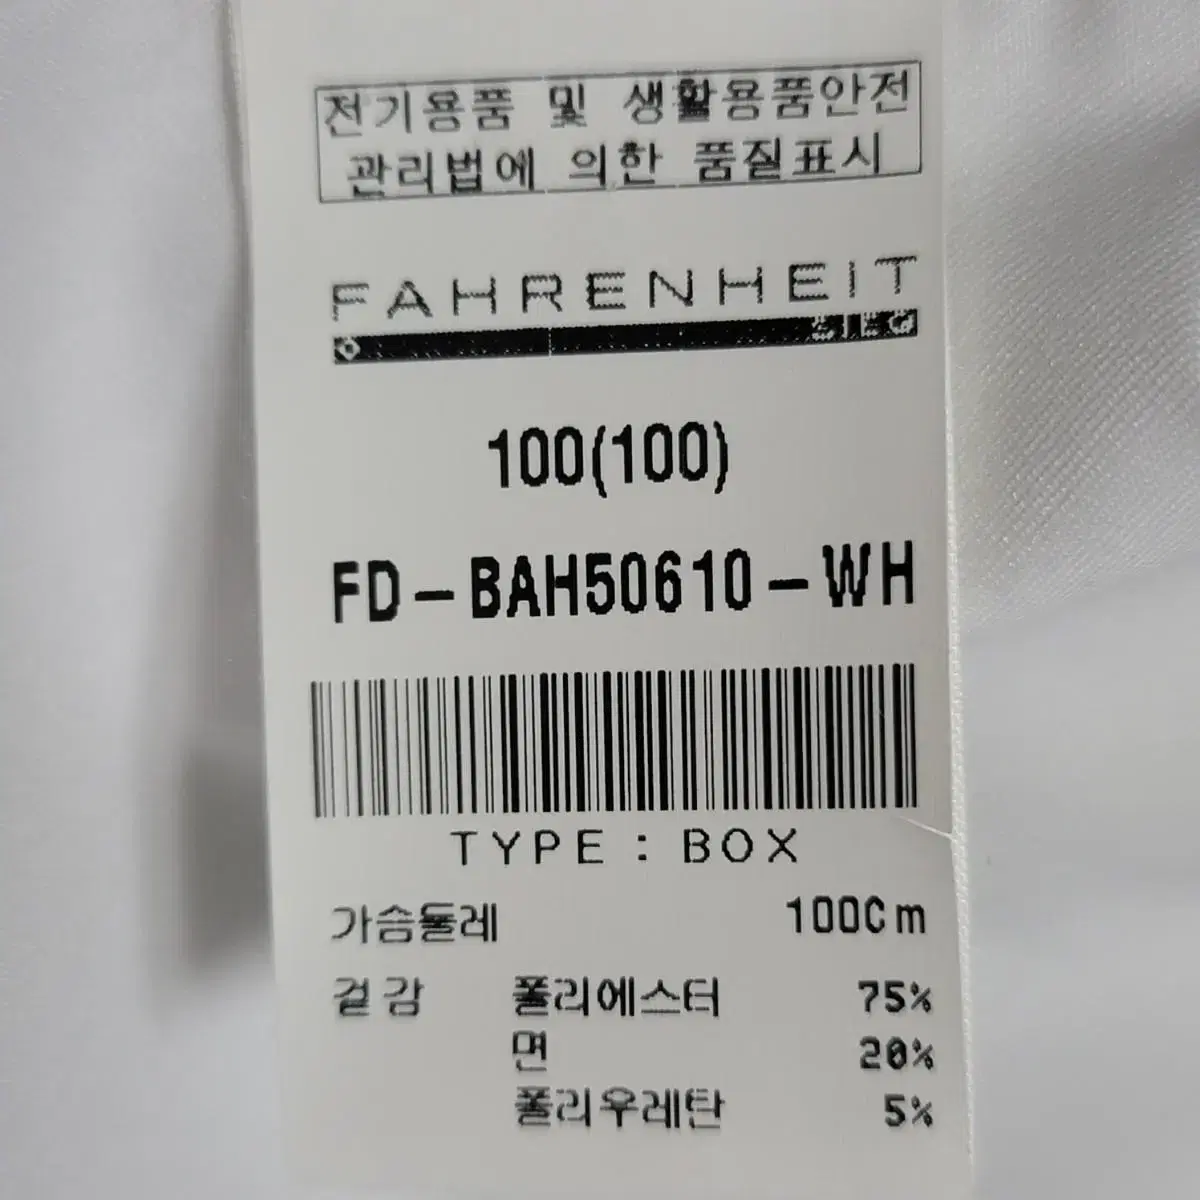 전기용품 및 생활용품안전
관리법에 의한 품질표시
FAHRENHEIT
ZIEG
100(100)
FD-BAH50610-WH
TYPE : BOX
가슴둘레 100Cm
겉감 폴리에스터 75%
면 20%
폴리우레탄 5%